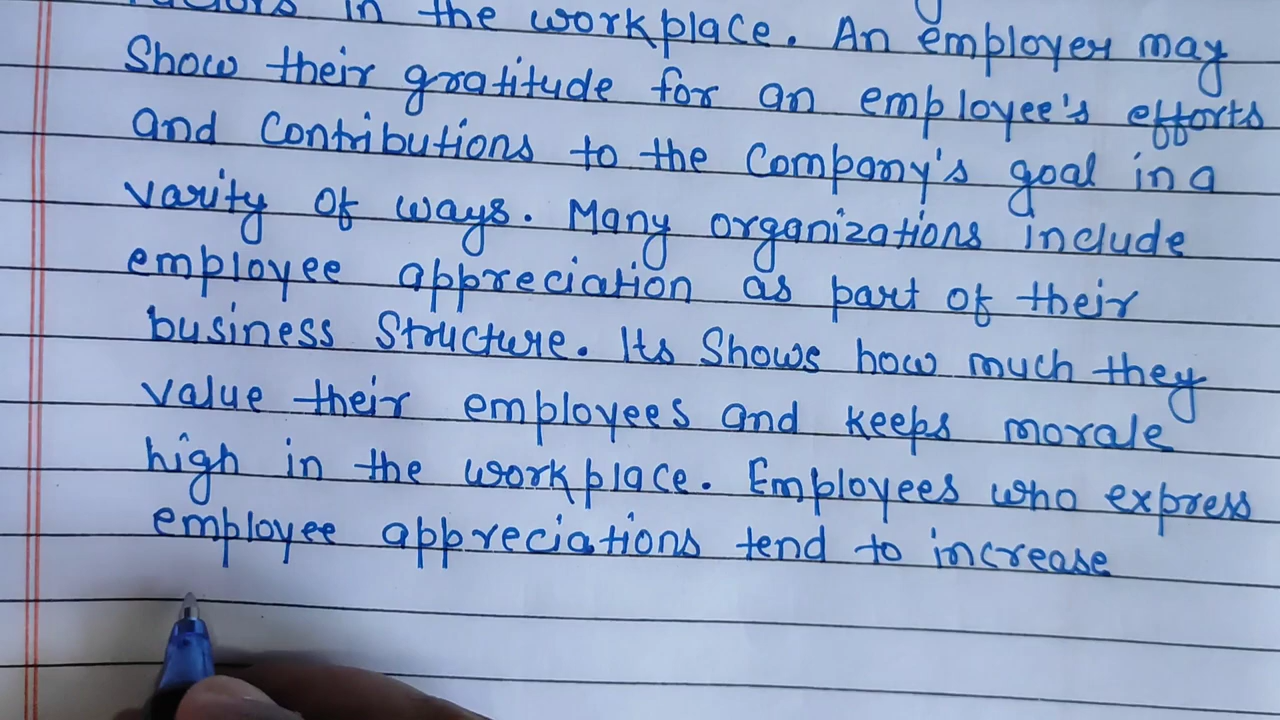 in the workplace. An employer may
Show their gratitude for an employee's efforts
and Contributions to the Company's goal in a
varity of ways. Many organizations include
employee appreciation as part of their
business Structure. Its Shows how much they
value their employees and keeps morale
high in the workplace. Employees who express
employee appreciations tend to increase